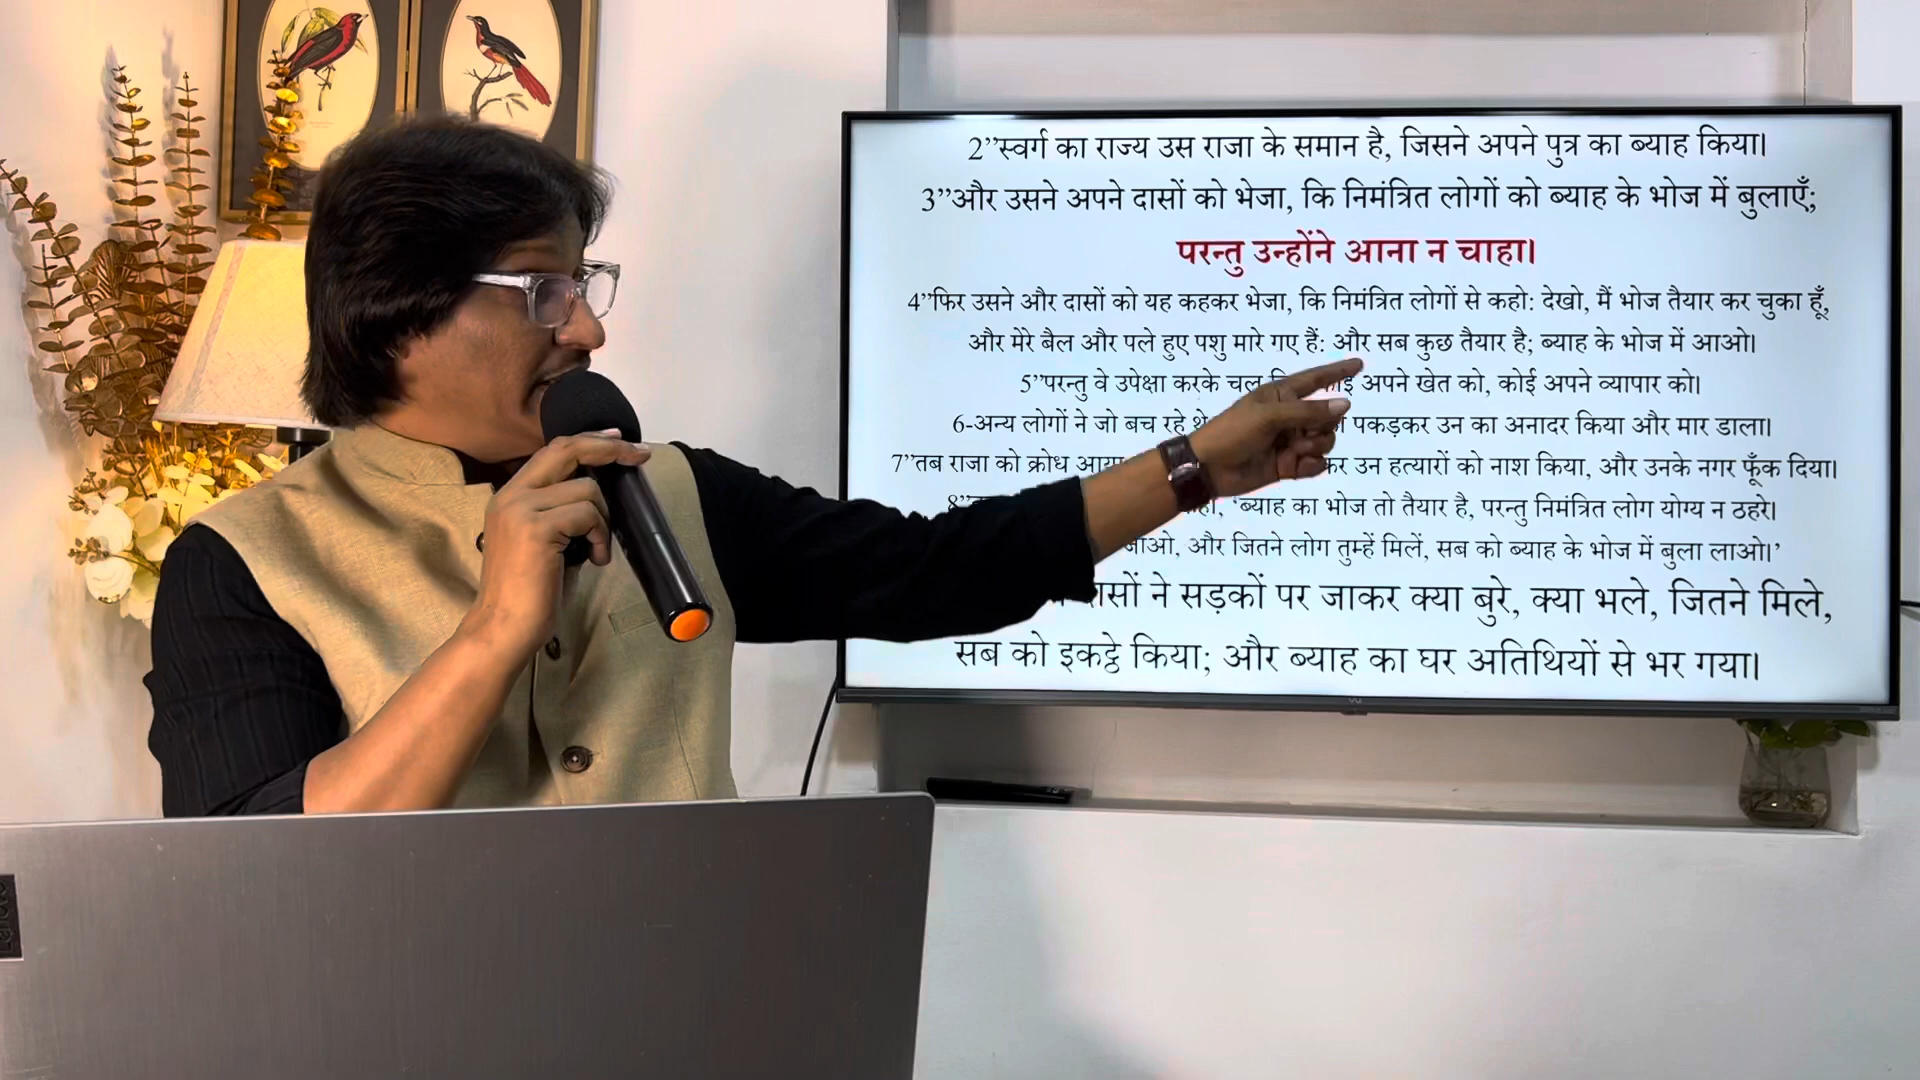 2”स्वर्ग का राज्य उस राजा के समान है, जिसने अपने पुत्र का ब्याह किया।
3”और उसने अपने दासों को भेजा, कि निमंत्रित लोगों को ब्याह के भोज में बुलाएँ;
परन्तु उन्होंने आना न चाहा।
4”फिर उसने और दासों को यह कहकर भेजा, कि निमंत्रित लोगों से कहो: देखो, मैं भोज तैयार कर चुका हूँ,
और मेरे बैल और पले हुए पशु मारे गए हैं: और सब कुछ तैयार है; ब्याह के भोज में आओ।
5”परन्तु वे उपेक्षा करके चल अपने खेत को, कोई अपने व्यापार को।
6-अन्य लोगों ने जो बच रहे थे पकड़कर उन का अनादर किया और मार डाला।
7”तब राजा को क्रोध आया उन हत्यारों को नाश किया, और उनके नगर फूँक दिया।
‘ब्याह का भोज तो तैयार है, परन्तु निमंत्रित लोग योग्य न ठहरे।
जाओ, और जितने लोग तुम्हें मिलें, सब को ब्याह के भोज में बुला लाओ।’
दासों ने सड़कों पर जाकर क्या बुरे, क्या भले, जितने मिले,
सब को इकट्ठे किया; और ब्याह का घर अतिथियों से भर गया।
VU
Lenovo